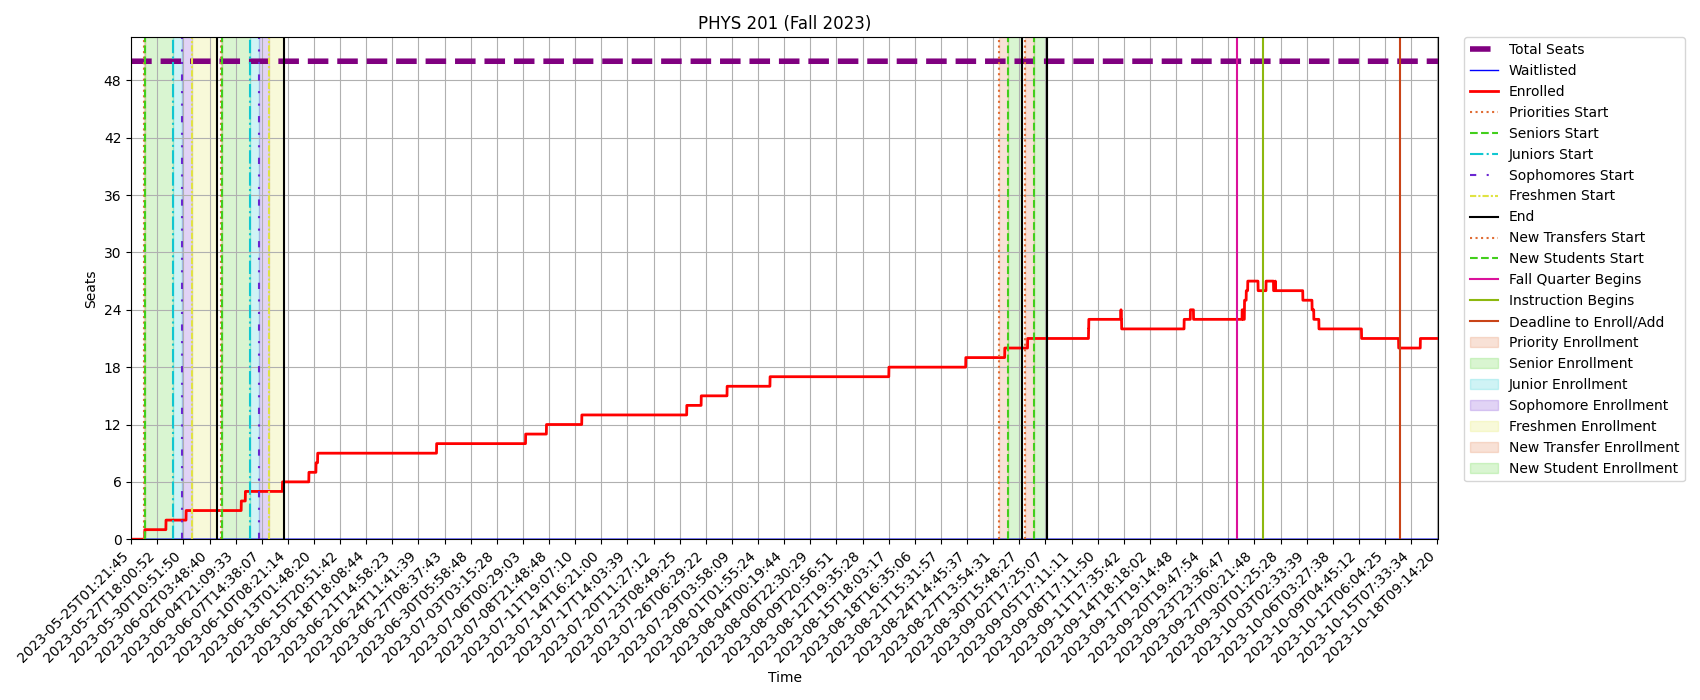 PHYS 201 (Fall 2023)
Seats
48
42
36
30
24
18
12
6
0
2023-05-25T01:21:45
2023-05-27T18:00:52
2023-05-30T10:51:50
2023-06-02T03:48:40
2023-06-04T21:09:33
2023-06-07T14:38:07
2023-06-10T08:21:14
2023-06-13T01:48:20
2023-06-15T20:51:42
2023-06-18T18:08:44
2023-06-21T14:58:23
2023-06-24T11:41:39
2023-06-27T08:37:43
2023-06-30T05:58:48
2023-07-03T03:15:28
2023-07-06T00:29:03
2023-07-08T21:48:48
2023-07-11T19:07:10
2023-07-14T16:21:00
2023-07-17T14:03:39
2023-07-20T11:27:12
2023-07-23T08:49:25
2023-07-26T06:29:22
2023-07-29T03:58:09
2023-08-01T01:55:24
2023-08-04T00:19:44
2023-08-06T22:30:29
2023-08-09T20:56:51
2023-08-12T19:35:28
2023-08-15T18:03:17
2023-08-18T16:35:06
2023-08-21T15:31:57
2023-08-24T14:45:37
2023-08-27T13:54:31
2023-08-30T15:48:27
2023-09-02T17:25:07
2023-09-05T17:11:11
2023-09-08T17:11:50
2023-09-11T17:35:42
2023-09-14T18:18:02
2023-09-17T19:14:48
2023-09-20T19:47:54
2023-09-23T23:36:47
2023-09-27T00:21:48
2023-09-30T01:25:28
2023-10-03T02:33:39
2023-10-06T03:27:38
2023-10-09T04:45:12
2023-10-12T06:04:25
2023-10-15T07:33:34
2023-10-18T09:14:20
Time
Total Seats
Waitlisted
Enrolled
Priorities Start
Seniors Start
Juniors Start
Sophomores Start
Freshmen Start
End
New Transfers Start
New Students Start
Fall Quarter Begins
Instruction Begins
Deadline to Enroll/Add
Priority Enrollment
Senior Enrollment
Junior Enrollment
Sophomore Enrollment
Freshmen Enrollment
New Transfer Enrollment
New Student Enrollment